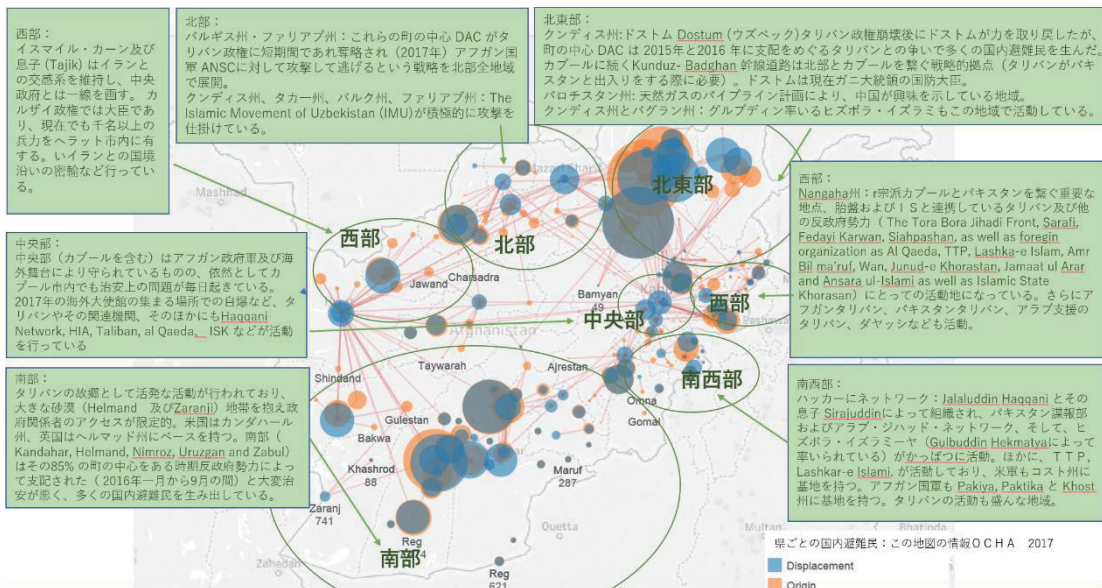 西部：
イスマイル・カーン及び
息子 (Tajik) はイランと
の交感系を維持し、中央
政府とは一線を画す。 カ
ルザイ政権では大臣であ
り、現在でも千名以上の
兵力をヘラット市内に有
する。いイランとの国境
沿いの密輸など行ってい
る。
北部：
バルギス州・ファリアブ州：これらの町の中心 DAC がタ
リバン政権に短期間であれ奪略され（2017年）アフガン国
軍 ANSCに対して攻撃して逃げるという戦略を北部全地域
で展開。
クンディス州、タカー州、バルク州、ファリアブ州：The
Islamic Movement of Uzbekistan (IMU)が積極的に攻撃を
仕掛けている。
北東部：
クンディス州:ドストム Dostum (ウズベック)タリバン政権崩壊後にドストムが力を取り戻したが、
町の中心 DAC は 2015年と2016 年に支配をめぐるタリバンとの争いで多くの国内避難民を生んだ。
カブールに続くKunduz- Badghan 幹線道路は北部とカブールを繋ぐ戦略的拠点（タリバンがパキ
スタンと出入りをする際に必要）。ドストムは現在ガニ大統領の国防大臣。
バロチスタン州: 天然ガスのパイプライン計画により、中国が興味を示している地域。
クンディス州とバグラン州：グルブディン率いるヒズボラ・イズラミもこの地域で活動している。
西部：
Nangaha州：r宗派カブールとパキスタンを繋ぐ重要な
地点、胎盤およびＩＳと連携しているタリバン及び他
の反政府勢力（ The Tora Bora Jihadi Front, Sarafi,
Fedayi Karwan, Siahpashan, as well as foregin
organization as Al Qaeda, TTP, Lashka-e Islam, Amr
Bil ma'ruf, Wan, Junud-e Khorastan, Jamaat ul Arar
and Ansara ul-Islami as well as Islamic State
Khorasan) にとっての活動地になっている。さらにア
フガンタリバン、パキスタンタリバン、アラブ支援の
タリバン、ダヤッシなども活動。
中央部：
中央部（カブールを含む）はアフガン政府軍及び海
外舞台により守られているものの、依然としてカ
ブール市内でも治安上の問題が毎日起きている。
2017年の海外大使館の集まる場所での自爆など、タ
リバンやその関連機関、そのほかにもHaqqani
Network, HIA, Taliban, al Qaeda, ISK などが活動
を行っている
南部：
タリバンの故郷として活発な活動が行われており、
大きな砂漠（Helmand 及びZaranji）地帯を抱え政
府関係者のアクセスが限定的。米国はカンダハール
州、英国はヘルマッド州にベースを持つ。南部（
Kandahar, Helmand, Nimroz, Uruzgan and Zabul）
はその85% の町の中心をある時期反政府勢力によっ
て支配された（2016年一月から9月の間）と大変治
安が悪く、多くの国内避難民を生み出している。
南西部：
ハッカーにネットワーク：Jalaluddin Haqqani とその
息子 Sirajuddinによって組織され、パキスタン諜報部
およびアラブ・ジハッド・ネットワーク、そして、ヒ
ズボラ・イズラミーヤ（Gulbuddin Hekmatyaによって
率いられている）がかっぱつに活動。ほかに、ＴＴＰ,
Lashkar-e Islami, が活動しており、米軍もコスト州に
基地を持つ。アフガン国軍も Pakiya, Paktika と Khost
州に基地を持つ。タリバンの活動も盛んな地域。
北東部
北部
西部
西部
中央部
南西部
南部
Mashhad
Mazari Shar
Jawand
Charsadra
Bamyan
49
Afghanistan
Peshawa
Taywarah
Ajrestan
Shindand
Gulestan
Omna
Gomal
Bakwa
Khashrod
88
Maruf
287
Zaranj
741
Reg
Quetta
Multan
Bhatinda
Zahedan
Reg
621
県ごとの国内避難民：この地図の情報ＯＣＨＡ 2017
Displacement
Origin